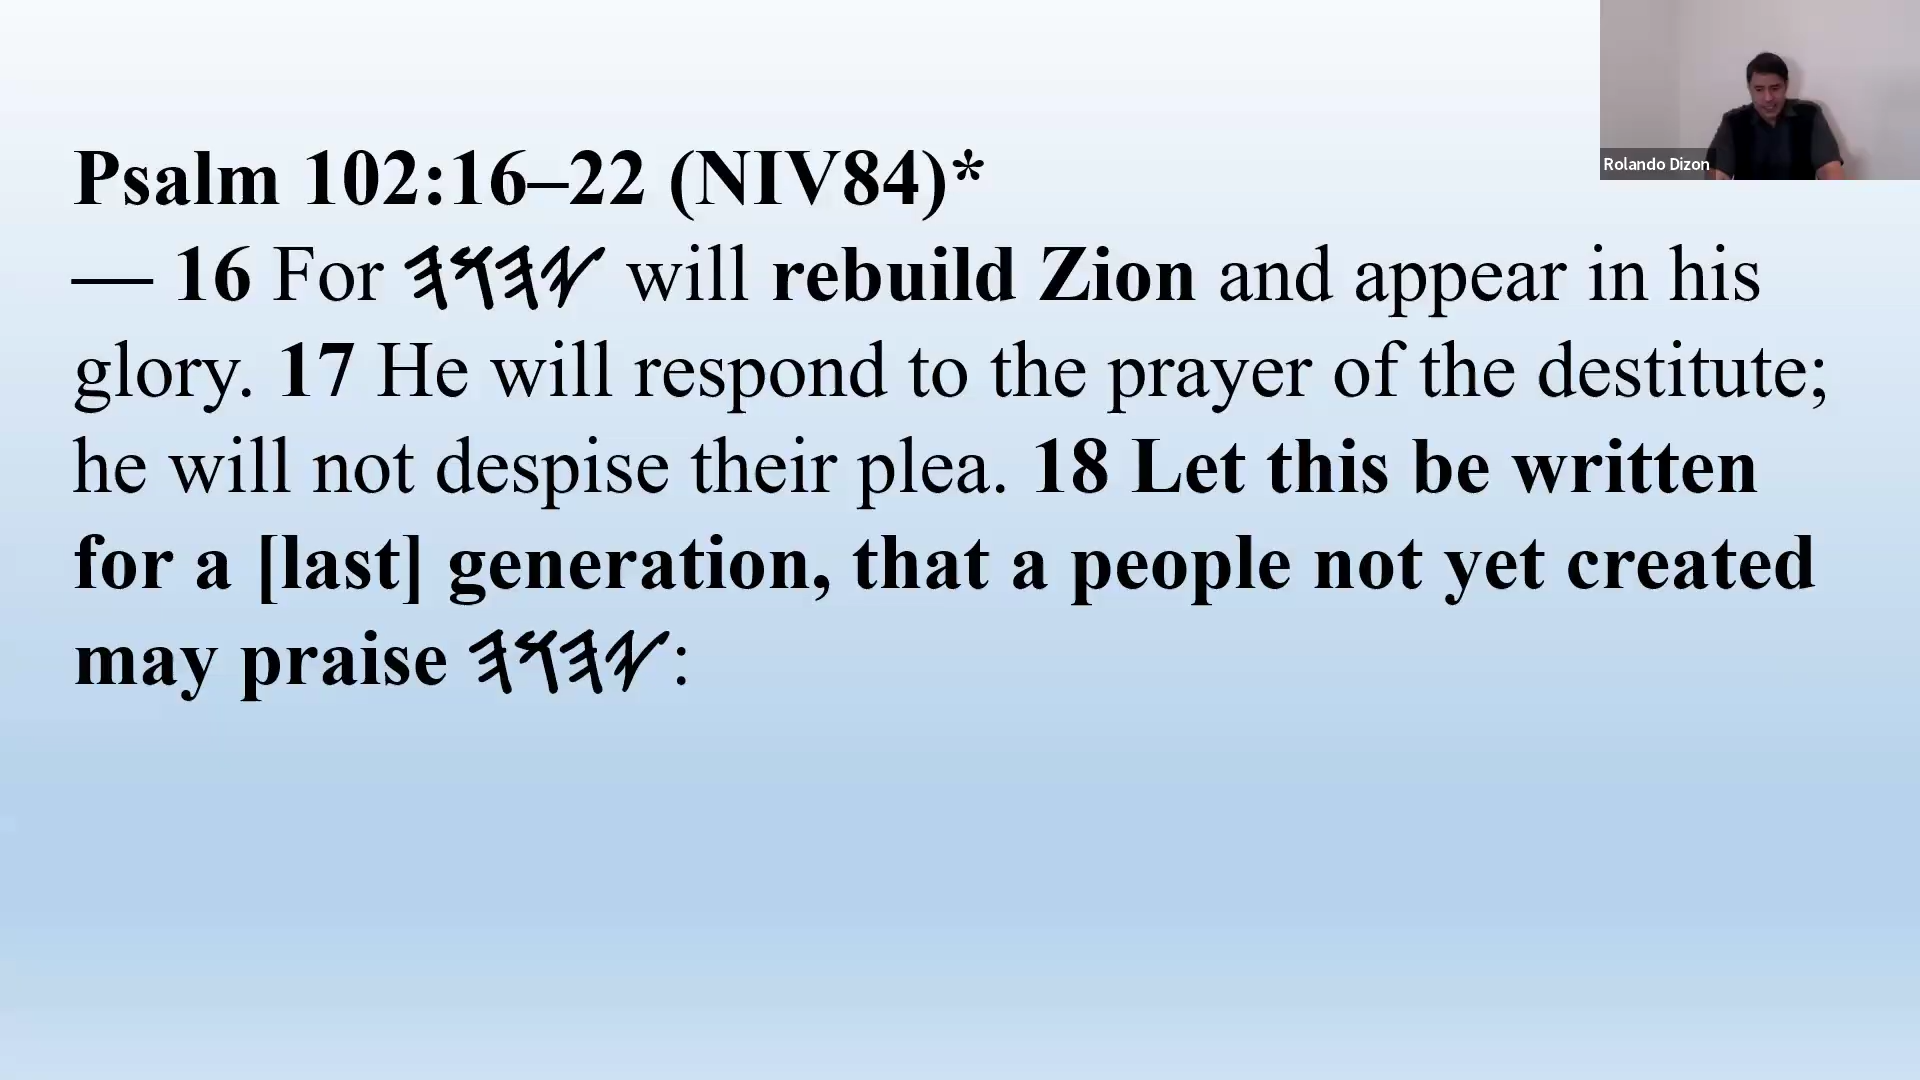 Psalm 102:16–22 (NIV84)*
— 16 For 𐤉𐤄𐤅𐤄 will rebuild Zion and appear in his
glory. 17 He will respond to the prayer of the destitute;
he will not despise their plea. 18 Let this be written
for a [last] generation, that a people not yet created
may praise 𐤉𐤄𐤅𐤄:
Rolando Dizon